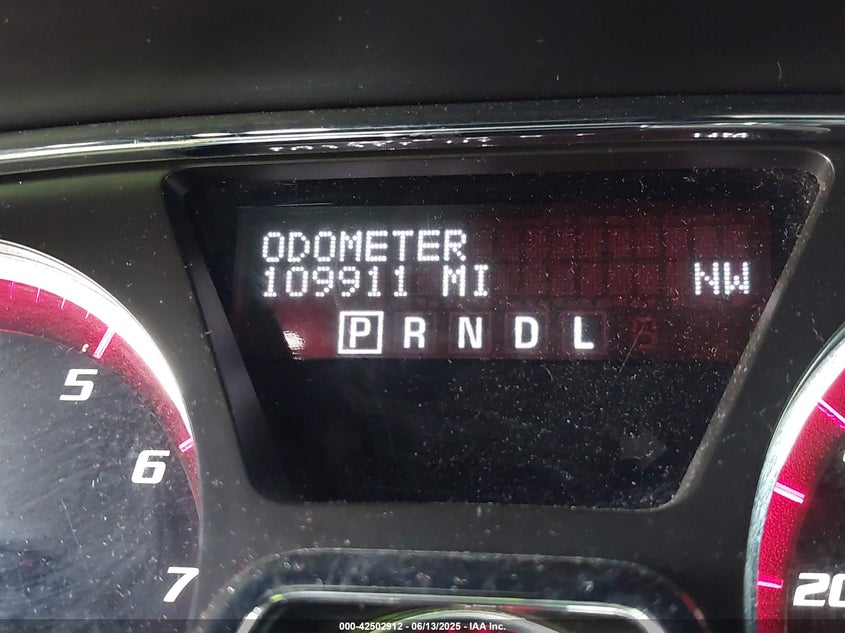 ODOMETER
109911 MI NW
P R N D L
5
6
7
20
000-42502912 - 06/13/2025 - IAA Inc.